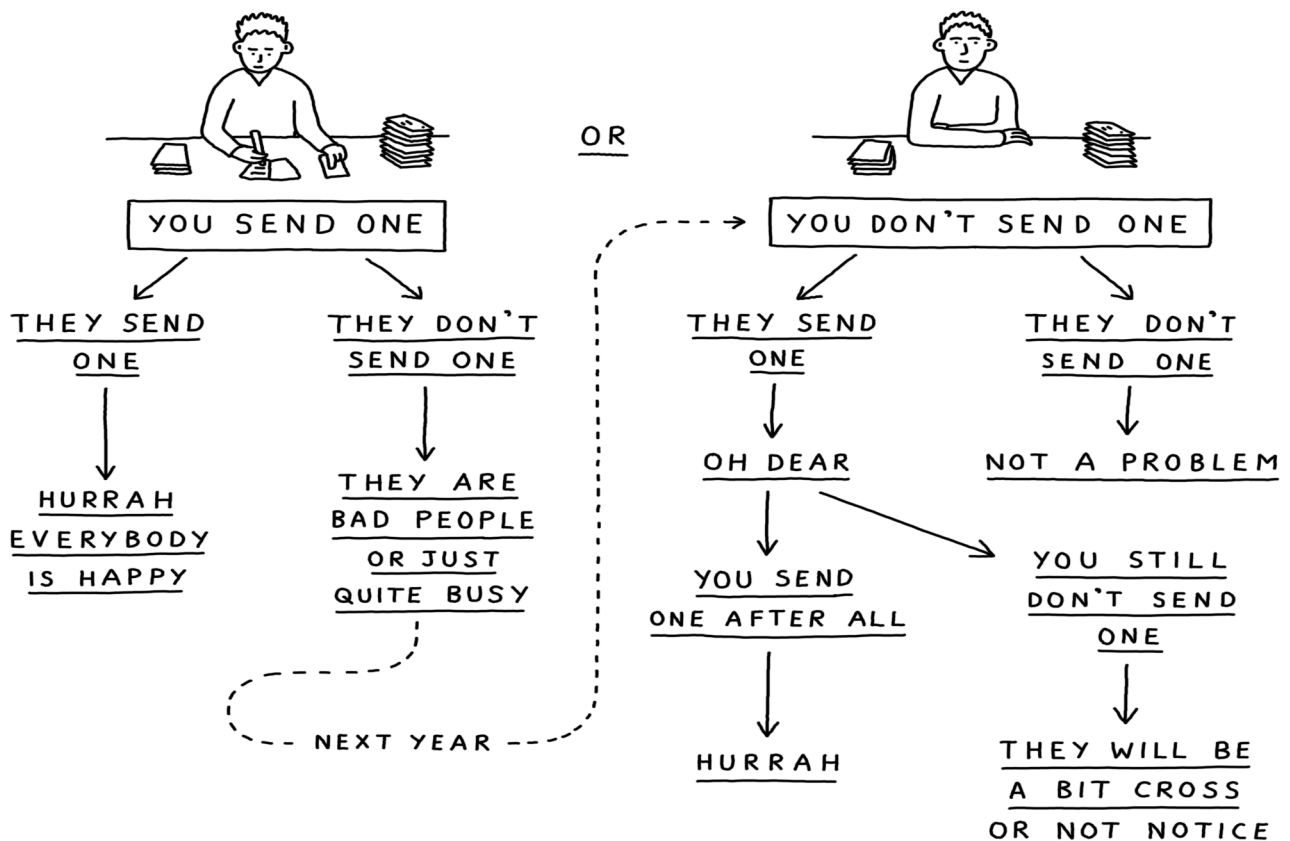 OR
YOU SEND ONE
THEY SEND
ONE
HURRAH
EVERYBODY
IS HAPPY
THEY DON'T
SEND ONE
THEY ARE
BAD PEOPLE
OR JUST
QUITE BUSY
NEXT YEAR
YOU DON'T SEND ONE
THEY SEND
ONE
OH DEAR
YOU SEND
ONE AFTER ALL
HURRAH
YOU STILL
DON'T SEND
ONE
THEY WILL BE
A BIT CROSS
OR NOT NOTICE
THEY DON'T
SEND ONE
NOT A PROBLEM